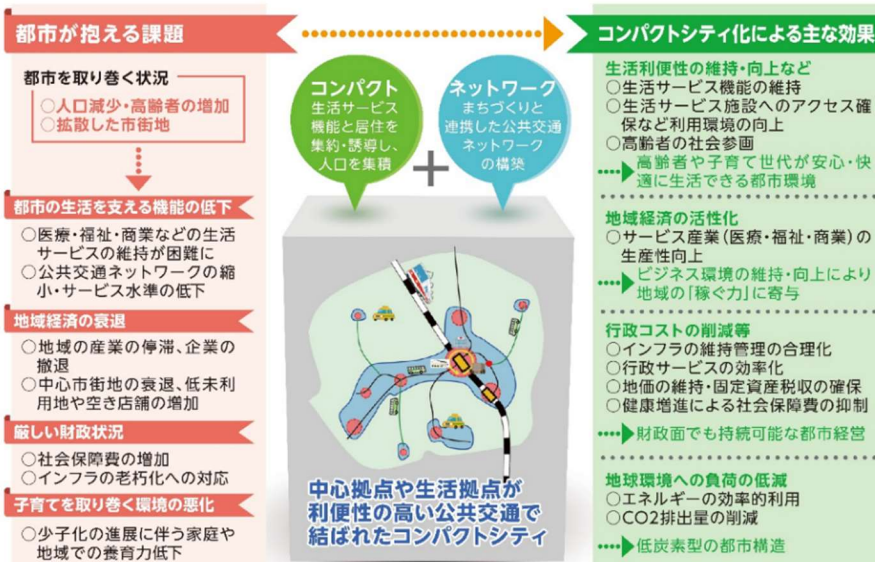 都市が抱える課題
都市を取り巻く状況
○人口減少・高齢者の増加
○拡散した市街地
都市の生活を支える機能の低下
○医療・福祉・商業などの生活
サービスの維持が困難に
○公共交通ネットワークの縮
小・サービス水準の低下
地域経済の衰退
○地域の産業の停滞、企業の
撤退
○中心市街地の衰退、低未利
用地や空き店舗の増加
厳しい財政状況
○社会保障費の増加
○インフラの老朽化への対応
子育てを取り巻く環境の悪化
○少子化の進展に伴う家庭や
地域での養育力低下
コンパクト
生活サービス
機能と居住を
集約・誘導し、
人口を集積
+
ネットワーク
まちづくりと
連携した公共交通
ネットワーク
の構築
中心拠点や生活拠点が
利便性の高い公共交通で
結ばれたコンパクトシティ
コンパクトシティ化による主な効果
生活利便性の維持・向上など
○生活サービス機能の維持
○生活サービス施設へのアクセス確
保など利用環境の向上
○高齢者の社会参画
高齢者や子育て世代が安心・快
適に生活できる都市環境
地域経済の活性化
○サービス産業(医療・福祉・商業)の
生産性向上
ビジネス環境の維持・向上により
地域の「稼ぐ力」に寄与
行政コストの削減等
○インフラの維持管理の合理化
○行政サービスの効率化
○地価の維持・固定資産税収の確保
○健康増進による社会保障費の抑制
財政面でも持続可能な都市経営
地球環境への負荷の低減
○エネルギーの効率的利用
○CO2排出量の削減
低炭素型の都市構造